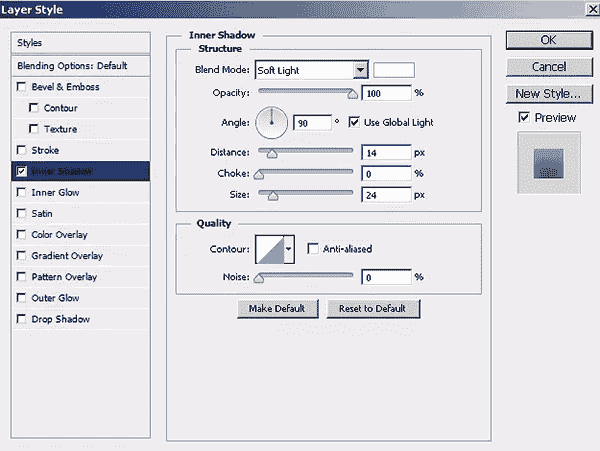 Layer Style
Styles
Blending Options: Default
Bevel & Emboss
Contour
Texture
Stroke
Inner Shadow
Inner Glow
Satin
Color Overlay
Gradient Overlay
Pattern Overlay
Outer Glow
Drop Shadow
Inner Shadow
Structure
Blend Mode: Soft Light
Opacity: 100 %
Angle: 90 ° Use Global Light
Distance: 14 px
Choke: 0 %
Size: 24 px
Quality
Contour: Anti-aliased
Noise: 0 %
Make Default Reset to Default
OK
Cancel
New Style...
Preview